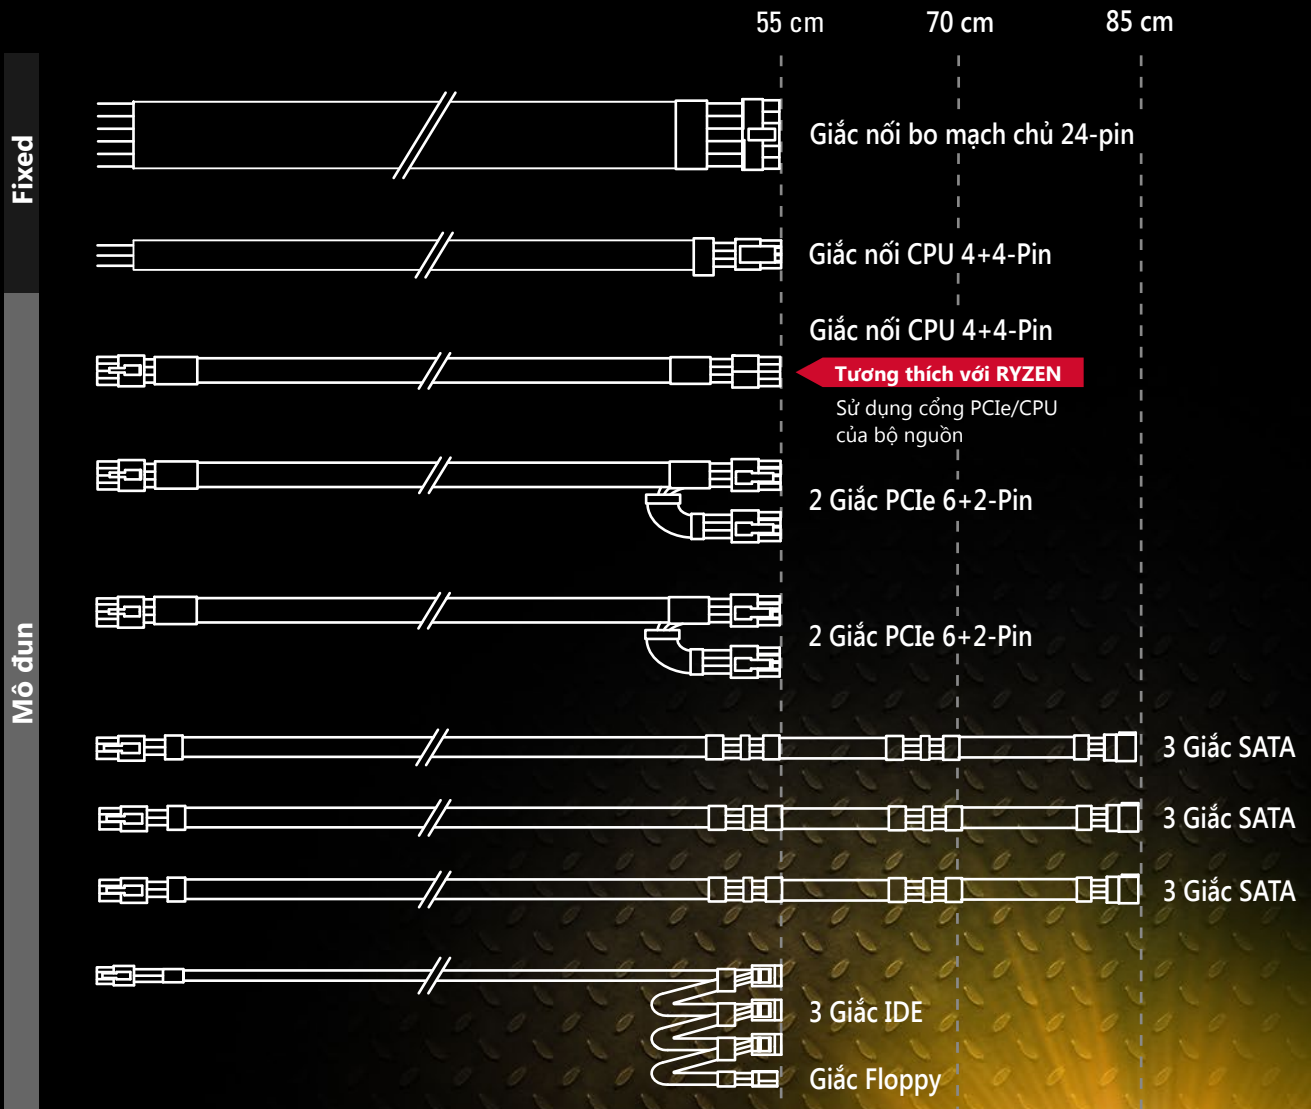 55 cm
70 cm
85 cm
Fixed
Giắc nối bo mạch chủ 24-pin
Giắc nối CPU 4+4-Pin
Mô đun
Giắc nối CPU 4+4-Pin
Tương thích với RYZEN
Sử dụng cổng PCIe/CPU
của bộ nguồn
2 Giắc PCIe 6+2-Pin
2 Giắc PCIe 6+2-Pin
3 Giắc SATA
3 Giắc SATA
3 Giắc SATA
3 Giắc IDE
Giắc Floppy